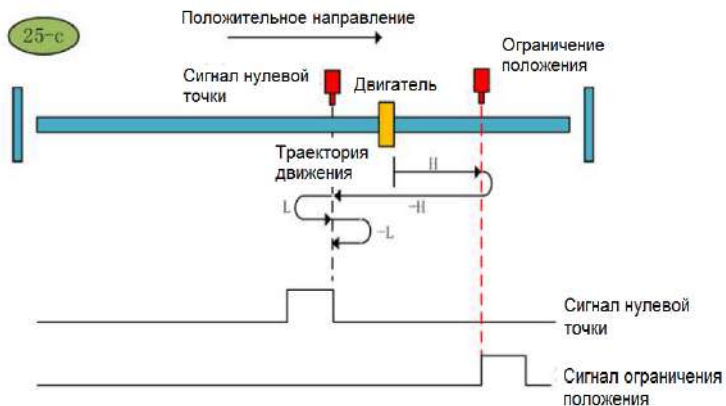 25-c
Положительное направление
Ограничение
положения
Сигнал нулевой
точки
Двигатель
Траектория
движения
H
-H
L
-L
Сигнал нулевой
точки
Сигнал ограничения
положения